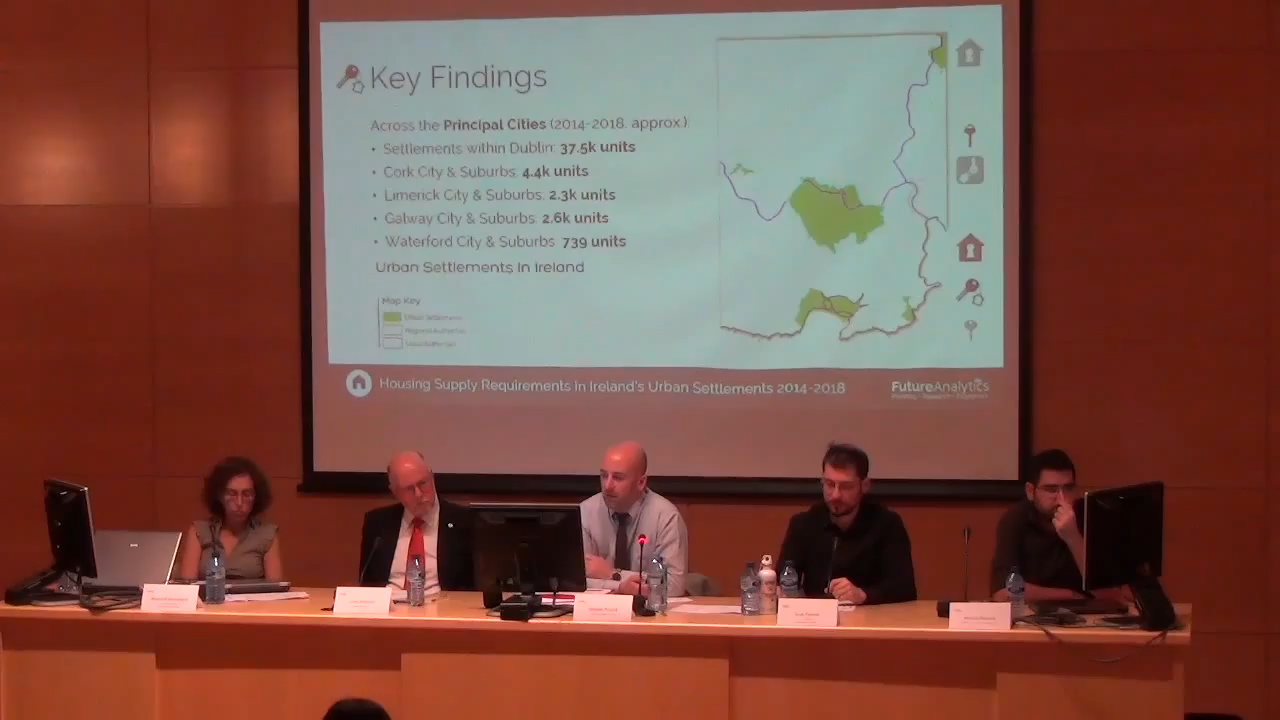 Key Findings
Across the Principal Cities (2014-2018, approx.):
• Settlements within Dublin: 37.5k units
• Cork City & Suburbs: 4.4k units
• Limerick City & Suburbs: 2.3k units
• Galway City & Suburbs: 2.6k units
• Waterford City & Suburbs: 739 units
Urban Settlements in Ireland
Map Key
Urban Settlements
Housing Supply Requirements in Ireland's Urban Settlements 2014-2018
FutureAnalytics